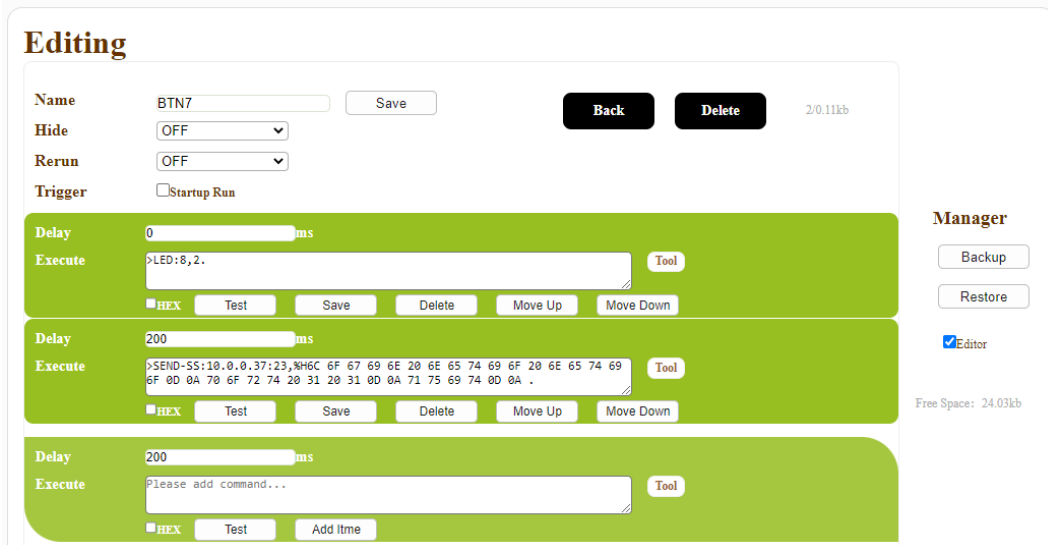 Editing
Name BTN7 Save Back Delete 2/0.11kb
Hide OFF
Rerun OFF
Trigger Startup Run
Delay 0 ms
Execute >LED:8,2. Tool
HEX Test Save Delete Move Up Move Down
Delay 200 ms
Execute >SEND-SS:10.0.0.37:23,%H6C 6F 67 69 6E 20 6E 65 74 69 6F 20 6E 65 74 69 Tool
6F 0D 0A 70 6F 72 74 20 31 20 31 0D 0A 71 75 69 74 0D 0A .
HEX Test Save Delete Move Up Move Down
Delay 200 ms
Execute Please add command... Tool
HEX Test Add Itme
Manager
Backup
Restore
Editor
Free Space: 24.03kb